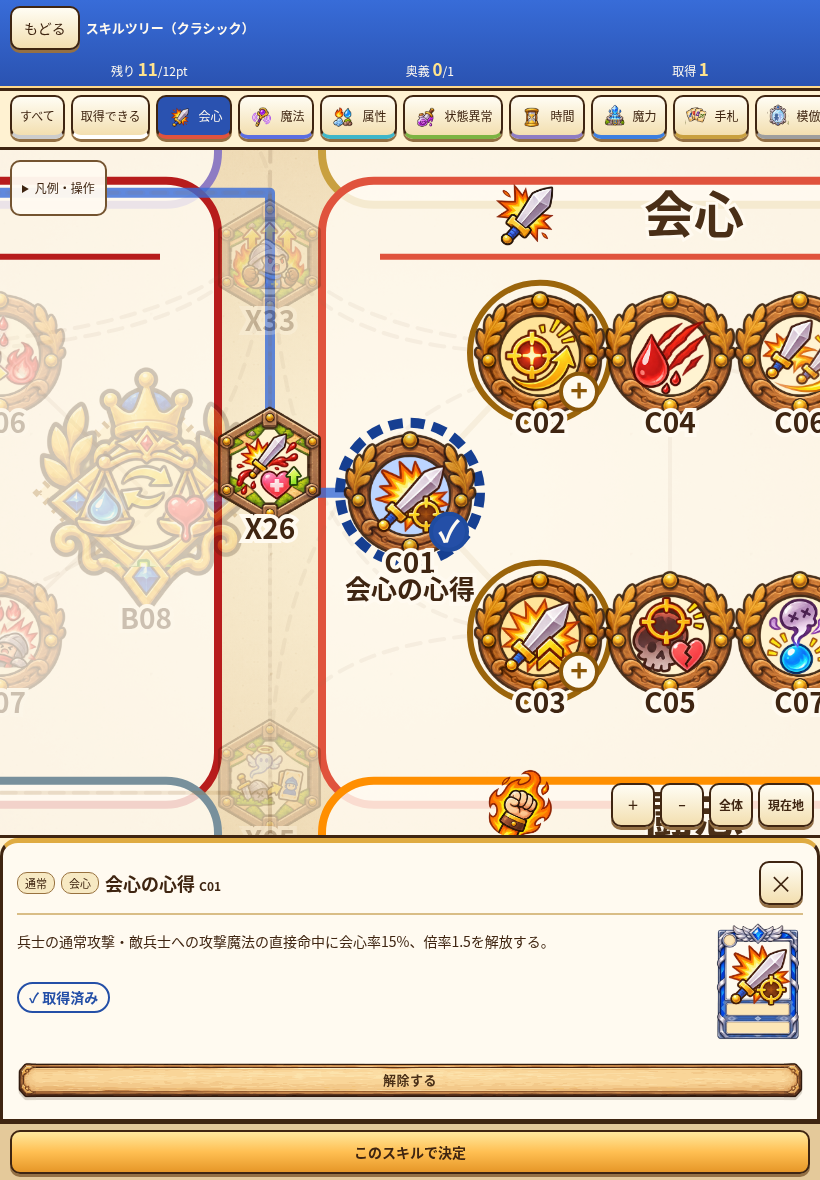 もどる スキルツリー（クラシック）
残り 11/12pt 奥義 0/1 取得 1
すべて 取得できる 会心 魔法 属性 状態異常 時間 魔力 手札 模倣
▶ 凡例・操作
会心
X33
06 C02 C04 C06
X26
C01
会心の心得
B08
07 C03 C05 C07
＋ − 全体 現在地
通常 会心 会心の心得 C01
兵士の通常攻撃・敵兵士への攻撃魔法の直接命中に会心率15%、倍率1.5を解放する。
✓ 取得済み
解除する
このスキルで決定